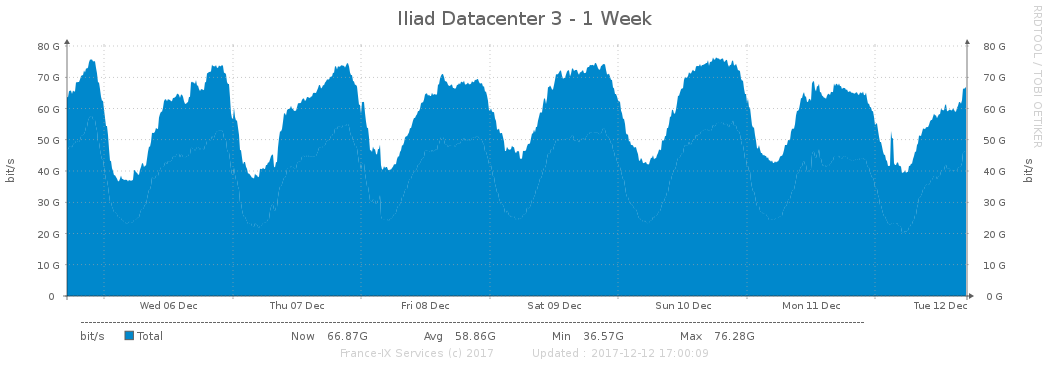 Iliad Datacenter 3 - 1 Week
RRDTOOL / TOBI OETIKER
bit/s
80 G 80 G
70 G 70 G
60 G 60 G
50 G 50 G
40 G 40 G
30 G 30 G
20 G 20 G
10 G 10 G
0 0 G
bit/s
Wed 06 Dec Thu 07 Dec Fri 08 Dec Sat 09 Dec Sun 10 Dec Mon 11 Dec Tue 12 Dec
bit/s Total Now 66.87G Avg 58.86G Min 36.57G Max 76.28G
France-IX Services (c) 2017 Updated : 2017-12-12 17:00:09